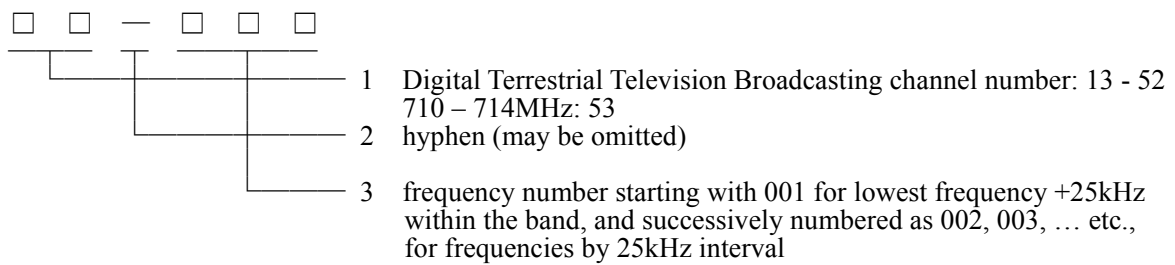 □ □ — □ □ □
1 Digital Terrestrial Television Broadcasting channel number: 13 - 52
710 – 714MHz: 53
2 hyphen (may be omitted)
3 frequency number starting with 001 for lowest frequency +25kHz
within the band, and successively numbered as 002, 003, … etc.,
for frequencies by 25kHz interval